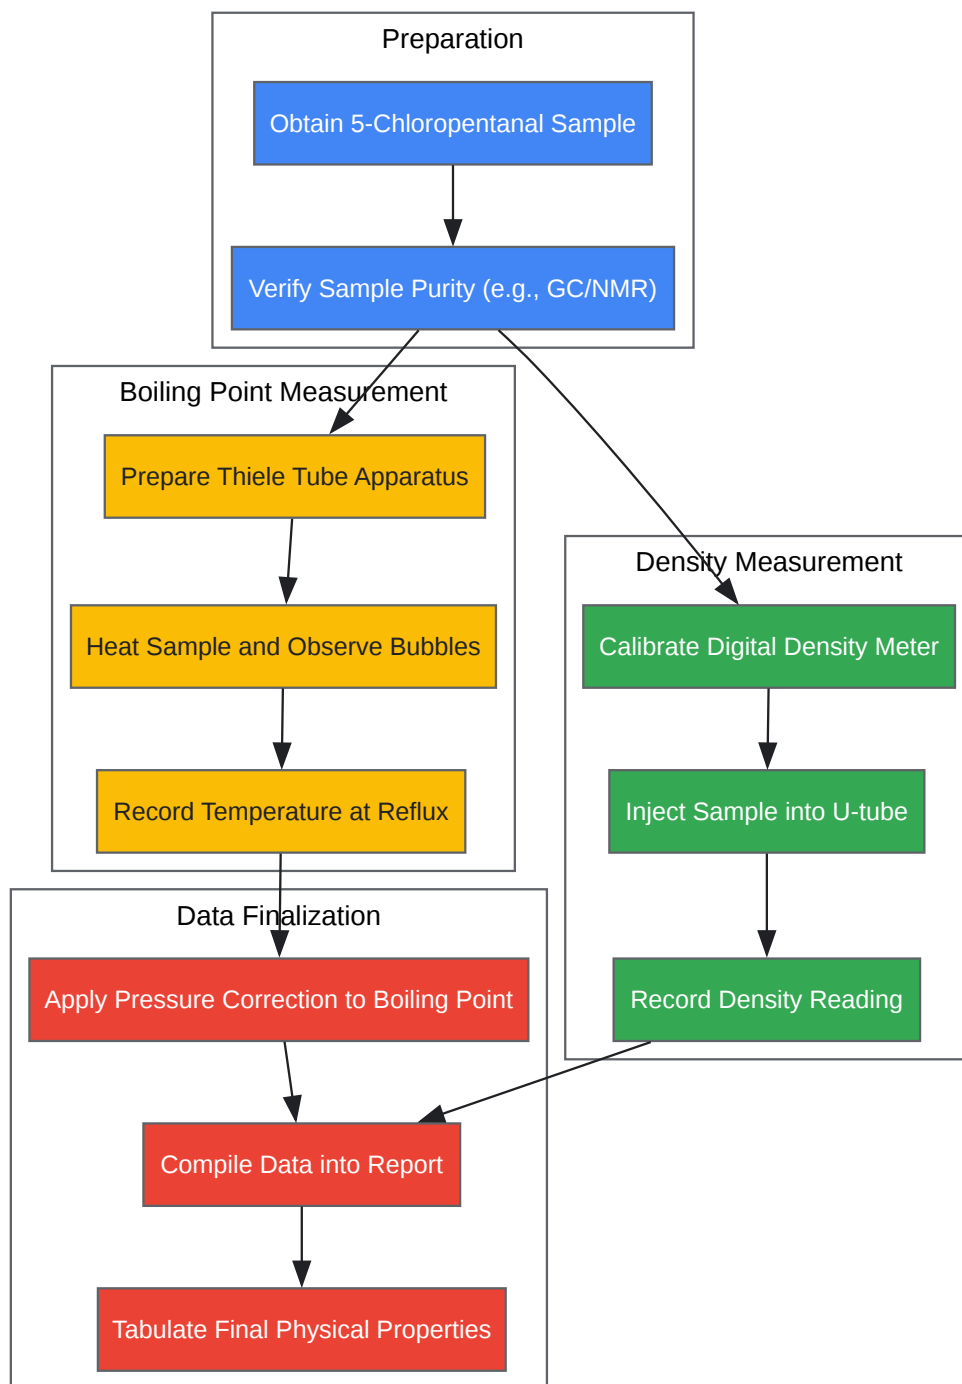 Preparation
Obtain 5-Chloropentanal Sample
Verify Sample Purity (e.g., GC/NMR)
Boiling Point Measurement
Prepare Thiele Tube Apparatus
Heat Sample and Observe Bubbles
Record Temperature at Reflux
Density Measurement
Calibrate Digital Density Meter
Inject Sample into U-tube
Record Density Reading
Data Finalization
Apply Pressure Correction to Boiling Point
Compile Data into Report
Tabulate Final Physical Properties